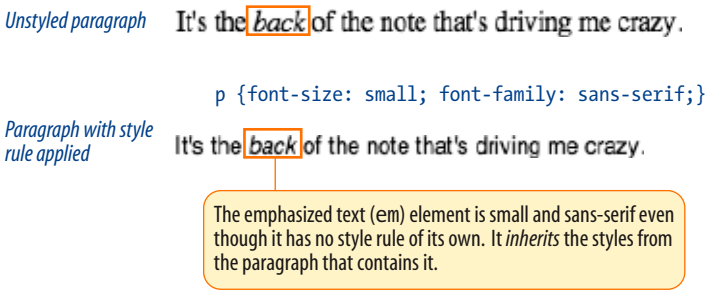 Unstyled paragraph
It's the back of the note that's driving me crazy.
p {font-size: small; font-family: sans-serif;}
Paragraph with style
rule applied
It's the back of the note that's driving me crazy.
The emphasized text (em) element is small and sans-serif even
though it has no style rule of its own. It inherits the styles from
the paragraph that contains it.